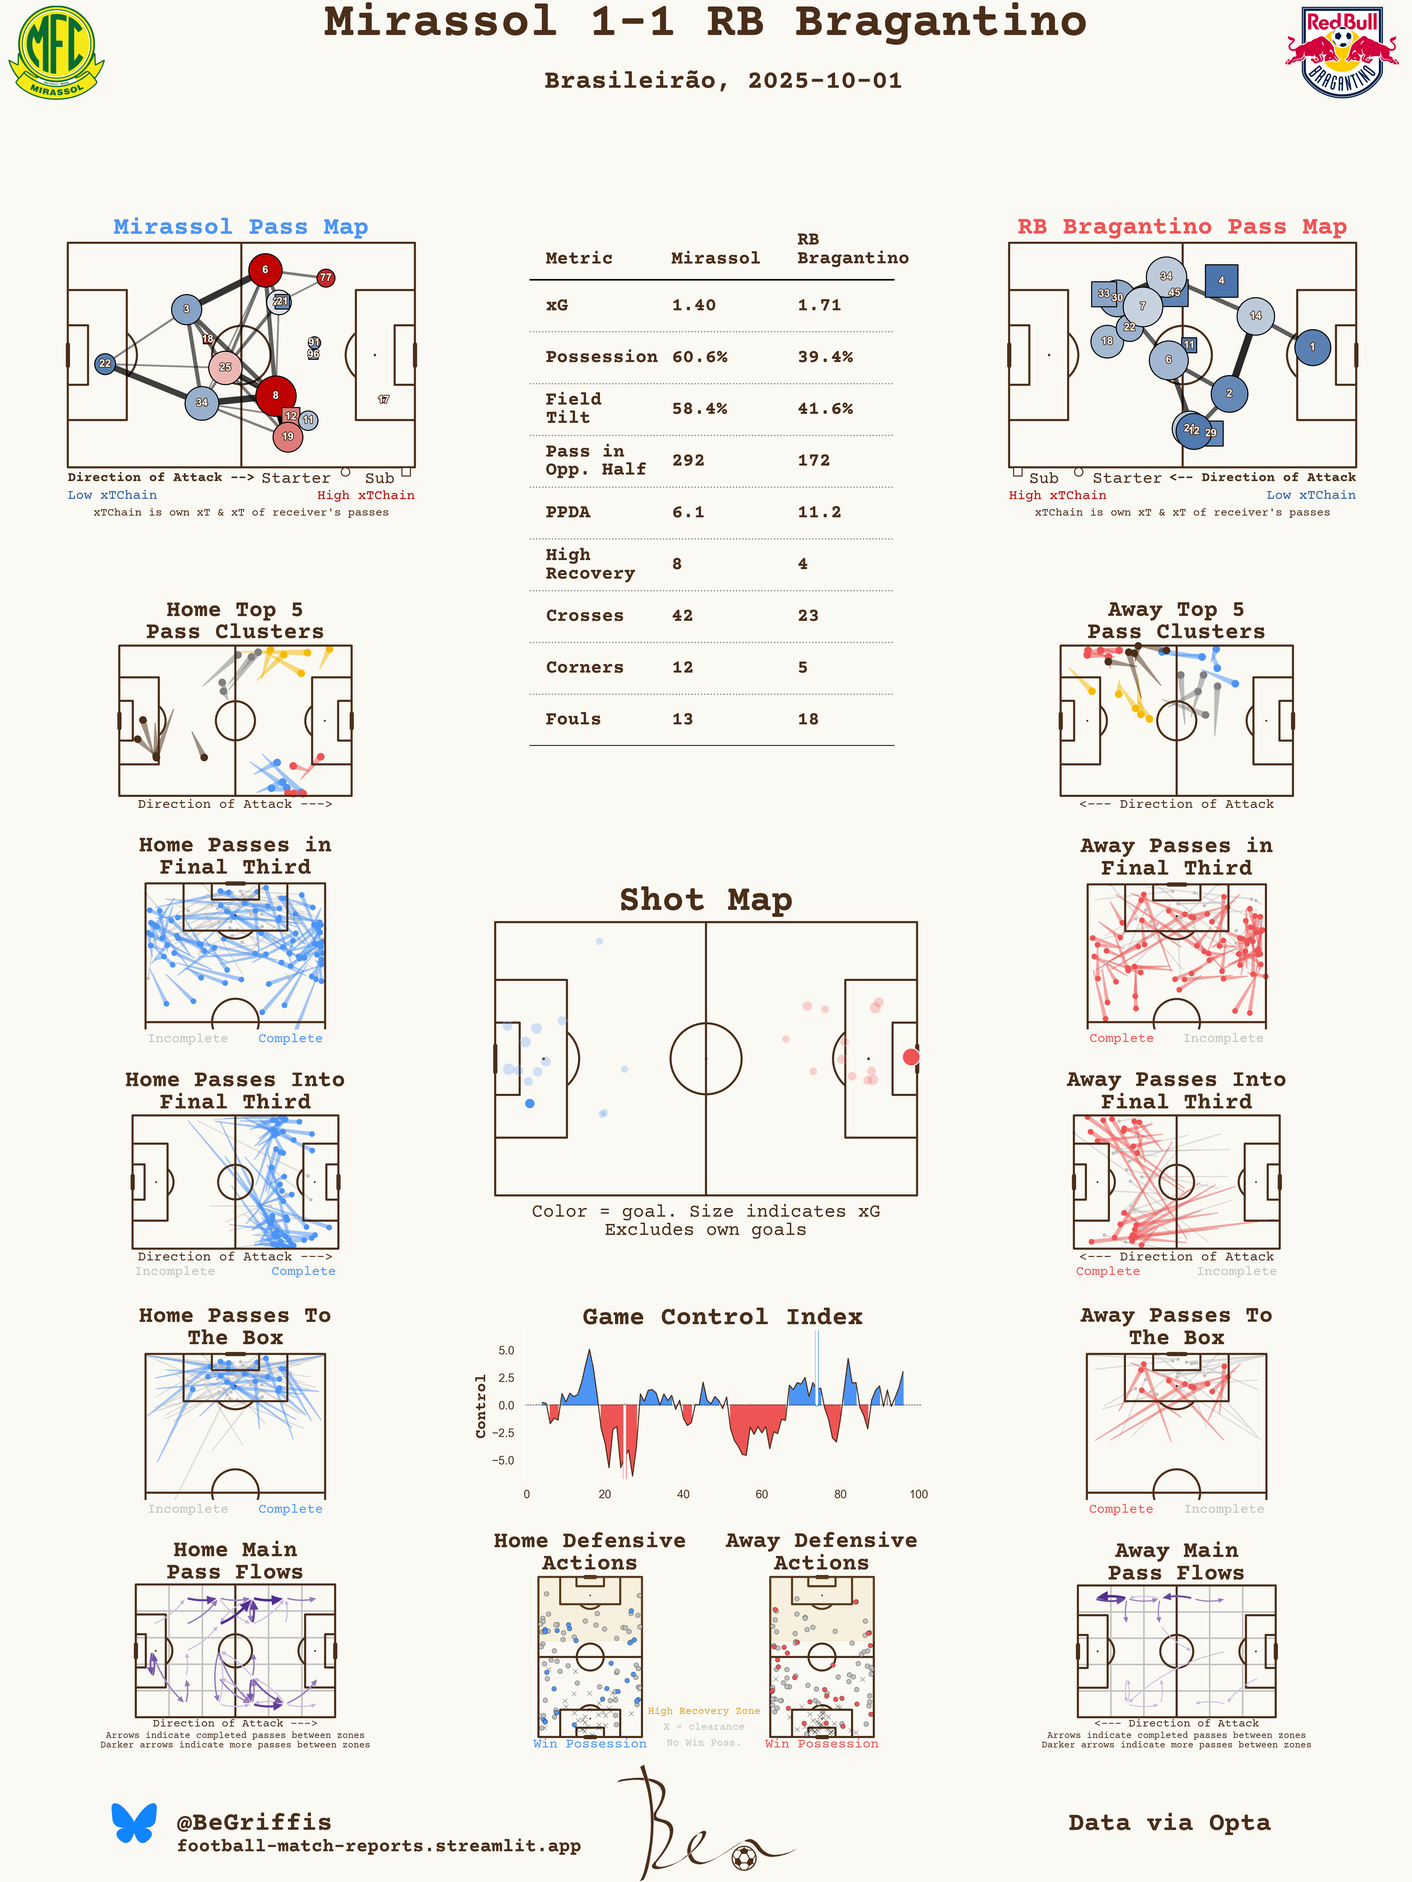 Mirassol 1-1 RB Bragantino
Brasileirão, 2025-10-01
MFC
MIRASSOL
RedBull
BRAGANTINO
Mirassol Pass Map
6
77
21
3
18
91
96
22
25
8
17
34
12
11
19
Direction of Attack --> Starter Sub
Low xTChain High xTChain
xTChain is own xT & xT of receiver's passes
Metric Mirassol RB Bragantino
xG 1.40 1.71
Possession 60.6% 39.4%
Field Tilt 58.4% 41.6%
Pass in Opp. Half 292 172
PPDA 6.1 11.2
High Recovery 8 4
Crosses 42 23
Corners 12 5
Fouls 13 18
RB Bragantino Pass Map
34
4
33
30
45
7
14
22
18
11
1
6
2
12
29
Sub Starter <-- Direction of Attack
High xTChain Low xTChain
xTChain is own xT & xT of receiver's passes
Home Top 5
Pass Clusters
Direction of Attack --->
Away Top 5
Pass Clusters
<--- Direction of Attack
Home Passes in
Final Third
Incomplete Complete
Away Passes in
Final Third
Complete Incomplete
Shot Map
Color = goal. Size indicates xG
Excludes own goals
Home Passes Into
Final Third
Direction of Attack --->
Incomplete Complete
Away Passes Into
Final Third
<--- Direction of Attack
Complete Incomplete
Home Passes To
The Box
Incomplete Complete
Game Control Index
Control
5.0
2.5
0.0
−2.5
−5.0
0 20 40 60 80 100
Away Passes To
The Box
Complete Incomplete
Home Main
Pass Flows
Direction of Attack --->
Arrows indicate completed passes between zones
Darker arrows indicate more passes between zones
Home Defensive
Actions
Win Possession
Away Defensive
Actions
Win Possession
High Recovery Zone
X = clearance
No Win Poss.
Away Main
Pass Flows
<--- Direction of Attack
Arrows indicate completed passes between zones
Darker arrows indicate more passes between zones
@BeGriffis
football-match-reports.streamlit.app
Ben
Data via Opta